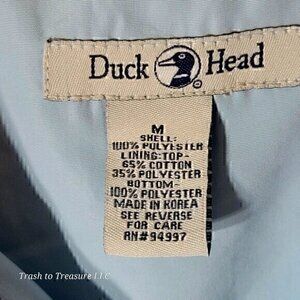 Duck Head
M
SHELL:
100% POLYESTER
LINING:TOP-
65% COTTON
35% POLYESTER
BOTTOM-
100% POLYESTER
MADE IN KOREA
SEE REVERSE
FOR CARE
RN#94997
Trash to Treasure LLC